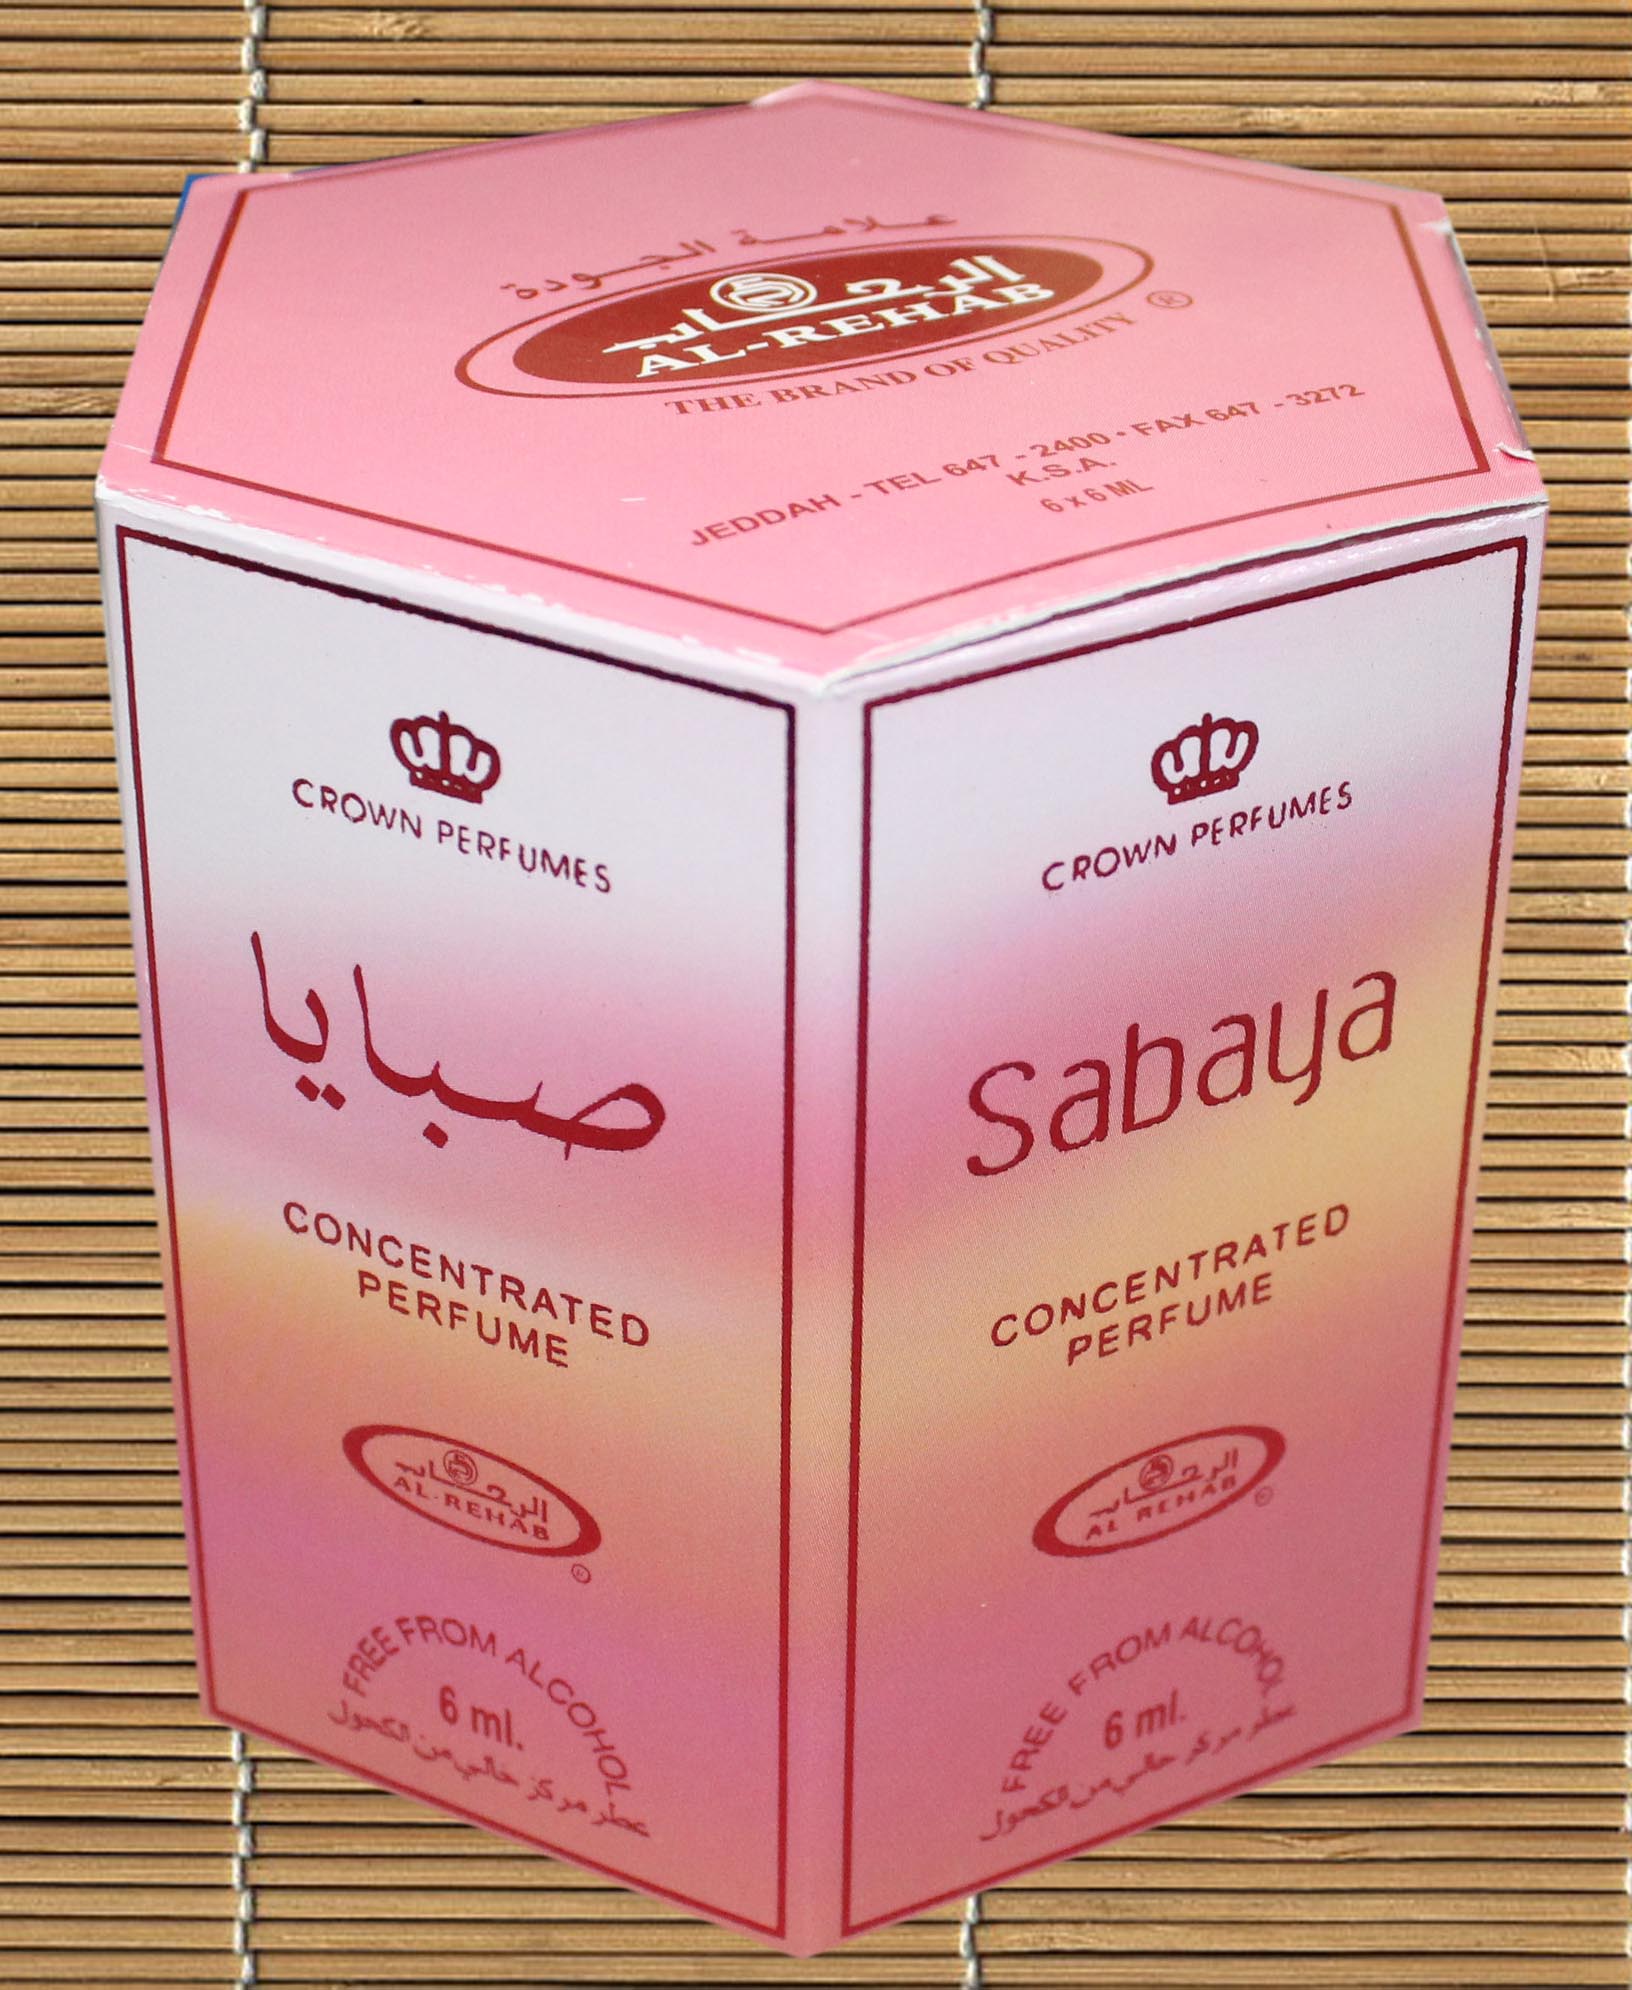 علامة الجودة
الرحاب
AL-REHAB
THE BRAND OF QUALITY ®
JEDDAH - TEL 647 - 2400 • FAX 647 - 3272
K.S.A.
6 x 6 ML
CROWN PERFUMES
صبايا
CONCENTRATED
PERFUME
الرحاب
AL-REHAB
®
FREE FROM ALCOHOL
6 ml.
عطر مركز خالي من الكحول
CROWN PERFUMES
Sabaya
CONCENTRATED
PERFUME
الرحاب
AL REHAB
®
FREE FROM ALCOHOL
6 ml.
عطر مركز خالي من الكحول